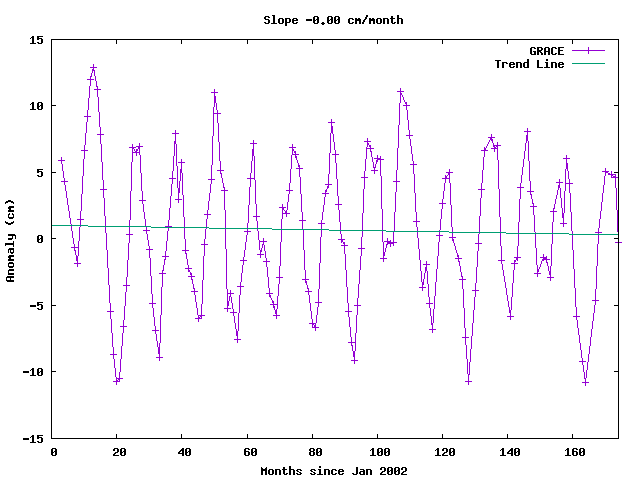 Slope -0.00 cm/month
GRACE
Trend Line
Anomaly (cm)
15
10
5
0
-5
-10
-15
0 20 40 60 80 100 120 140 160
Months since Jan 2002